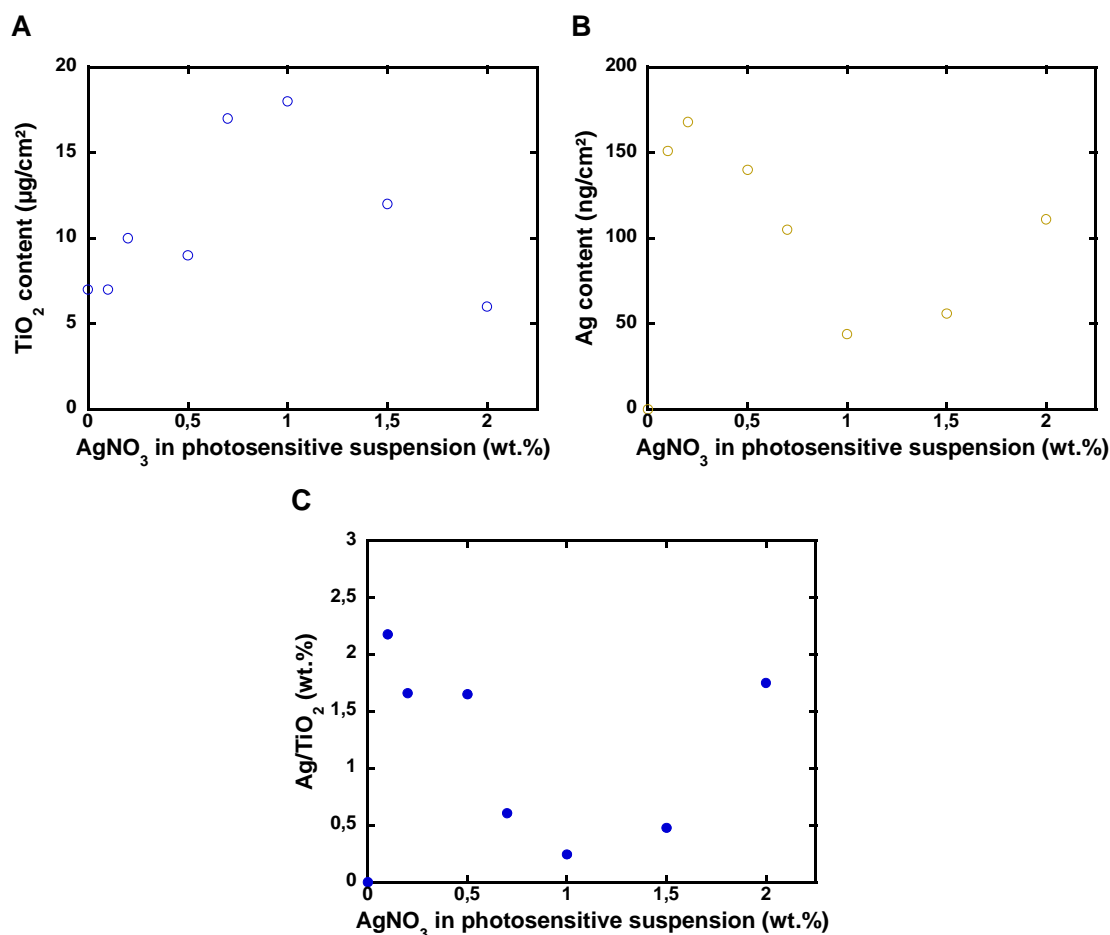 A
TiO2 content (µg/cm²)
20
15
10
5
0
0 0,5 1 1,5 2
AgNO3 in photosensitive suspension (wt.%)
B
Ag content (ng/cm²)
200
150
100
50
0
0 0,5 1 1,5 2
AgNO3 in photosensitive suspension (wt.%)
C
Ag/TiO2 (wt.%)
3
2,5
2
1,5
1
0,5
0
0 0,5 1 1,5 2
AgNO3 in photosensitive suspension (wt.%)